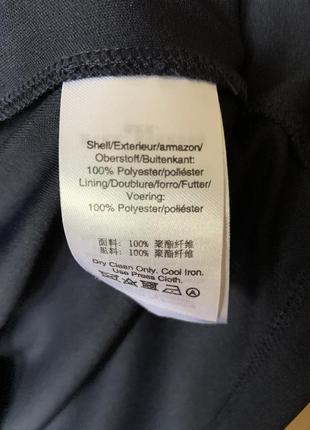 Shell/Exterieur/armazon/
Oberstoff/Buitenkant:
100% Polyester/poliéster
Lining/Doublure/forro/Futter/
Voering:
100% Polyester/poliéster
面料: 100% 聚酯纤维
里料: 100% 聚酯纤维
Dry Clean Only. Cool Iron.
Use Press Cloth.
A